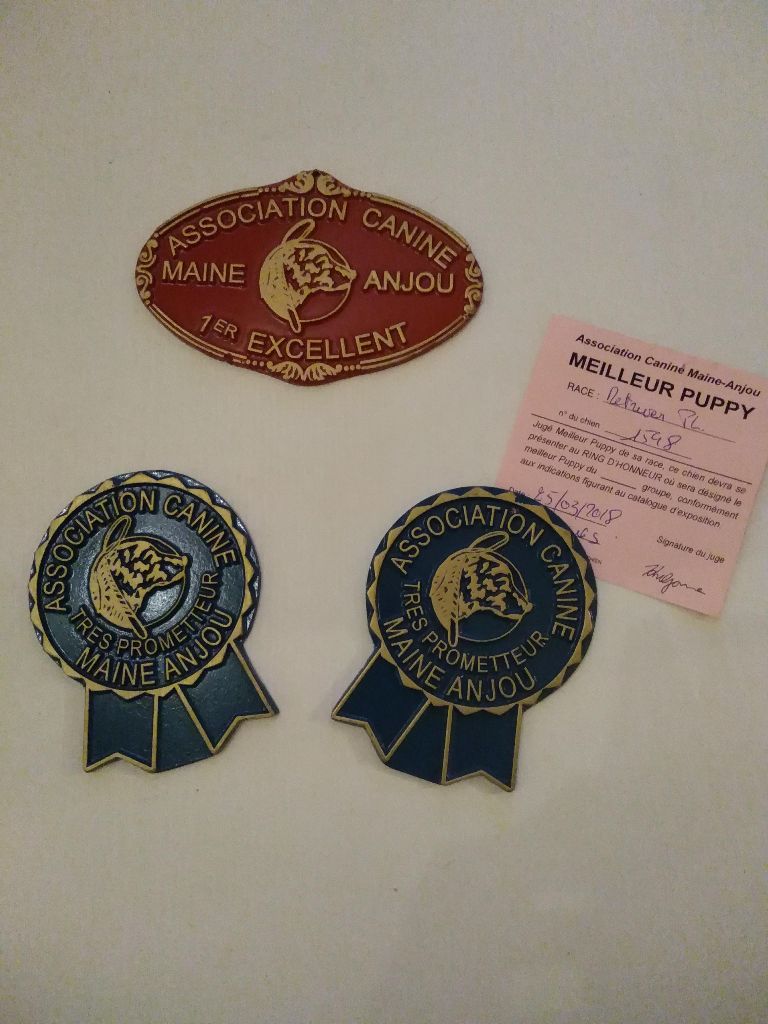 ASSOCIATION CANINE
MAINE ANJOU
1ER EXCELLENT
Association Canine Maine-Anjou
MEILLEUR PUPPY
RACE : Retriever PL.
n° du chien 1548
Jugé Meilleur Puppy de sa race, ce chien devra se
présenter au RING D'HONNEUR où sera désigné le
meilleur Puppy du groupe, conformément
aux indications figurant au catalogue d'exposition.
25/03/2018
Signature du juge
ASSOCIATION CANINE
TRES PROMETTEUR
MAINE ANJOU
ASSOCIATION CANINE
TRES PROMETTEUR
MAINE ANJOU